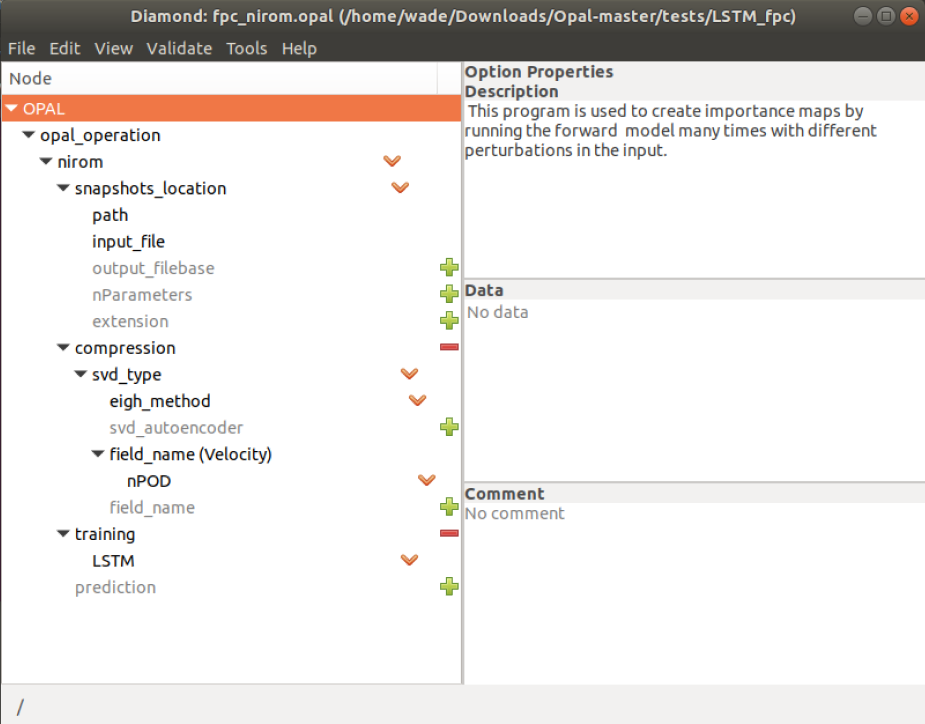 Diamond: fpc_nirom.opal (/home/wade/Downloads/Opal-master/tests/LSTM_fpc)
File Edit View Validate Tools Help
Node
OPAL
opal_operation
nirom
snapshots_location
path
input_file
output_filebase
nParameters
extension
compression
svd_type
eigh_method
svd_autoencoder
field_name (Velocity)
nPOD
field_name
training
LSTM
prediction
Option Properties
Description
This program is used to create importance maps by
running the forward  model many times with different
perturbations in the input.
Data
No data
Comment
No comment
/